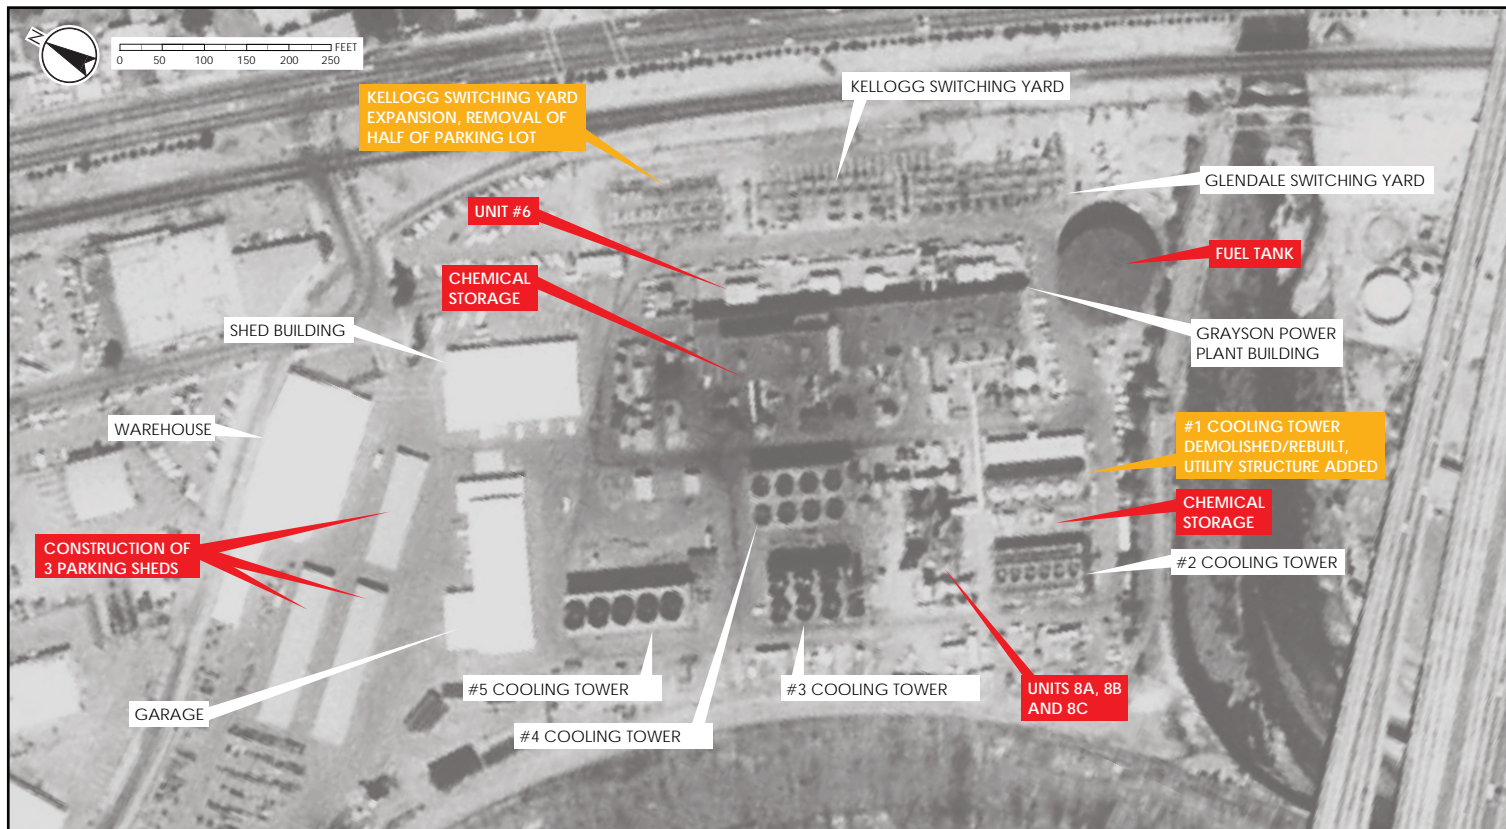 N
FEET
0 50 100 150 200 250
KELLOGG SWITCHING YARD
EXPANSION, REMOVAL OF
HALF OF PARKING LOT
KELLOGG SWITCHING YARD
GLENDALE SWITCHING YARD
UNIT #6
FUEL TANK
CHEMICAL
STORAGE
SHED BUILDING
GRAYSON POWER
PLANT BUILDING
WAREHOUSE
#1 COOLING TOWER
DEMOLISHED/REBUILT,
UTILITY STRUCTURE ADDED
CHEMICAL
STORAGE
CONSTRUCTION OF
3 PARKING SHEDS
#2 COOLING TOWER
#5 COOLING TOWER
#3 COOLING TOWER
UNITS 8A, 8B
AND 8C
GARAGE
#4 COOLING TOWER